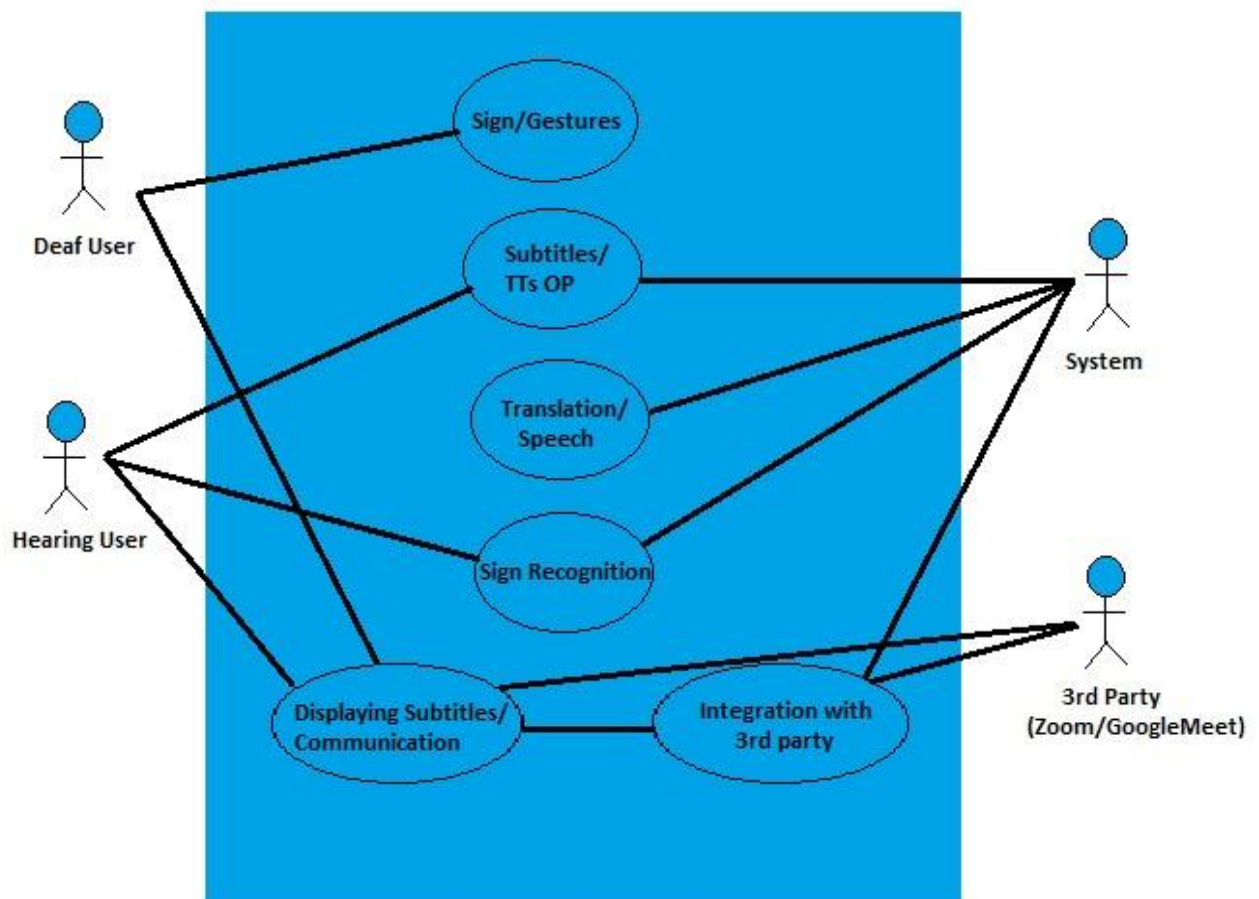 Sign/Gestures
Deaf User
Subtitles/
TTs OP
System
Translation/
Speech
Hearing User
Sign Recognition
Displaying Subtitles/
Communication
Integration with
3rd party
3rd Party
(Zoom/GoogleMeet)